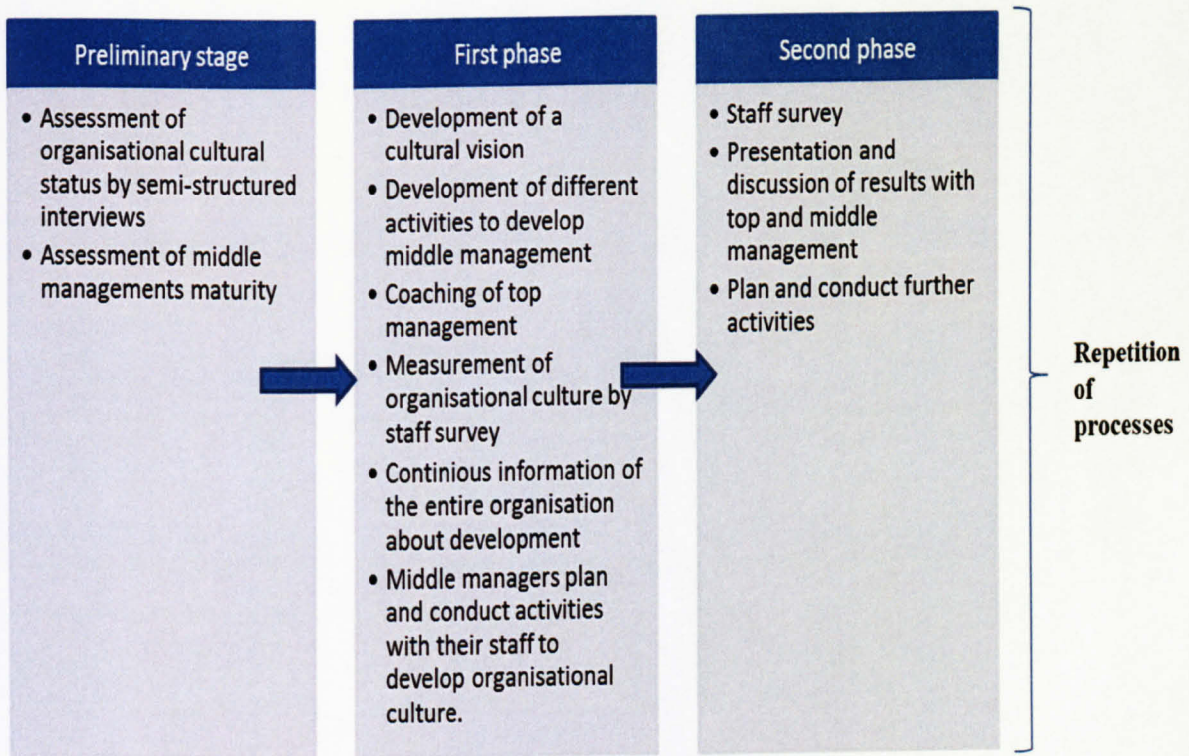 Preliminary stage
• Assessment of
organisational cultural
status by semi-structured
interviews
• Assessment of middle
managements maturity
First phase
• Development of a
cultural vision
• Development of different
activities to develop
middle management
• Coaching of top
management
• Measurement of
organisational culture by
staff survey
• Continious information of
the entire organisation
about development
• Middle managers plan
and conduct activities
with their staff to
develop organisational
culture.
Second phase
• Staff survey
• Presentation and
discussion of results with
top and middle
management
• Plan and conduct further
activities
Repetition
of
processes